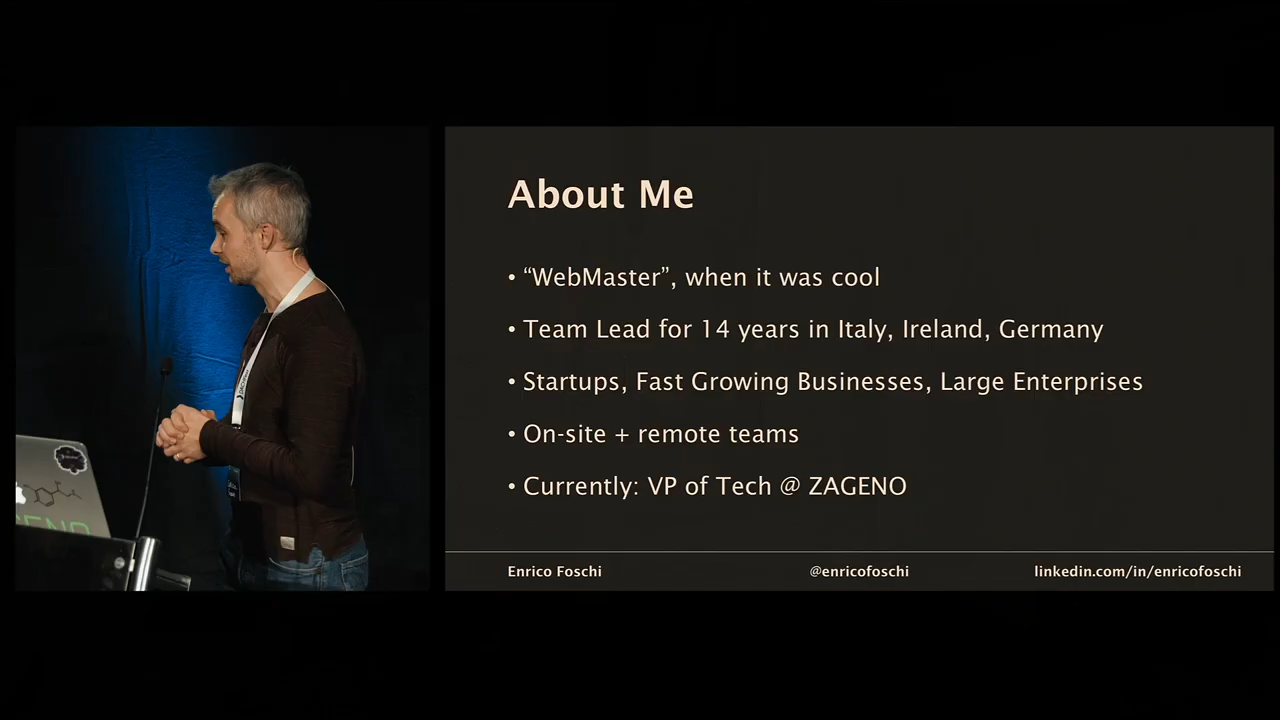 About Me
• “WebMaster”, when it was cool
• Team Lead for 14 years in Italy, Ireland, Germany
• Startups, Fast Growing Businesses, Large Enterprises
• On-site + remote teams
• Currently: VP of Tech @ ZAGENO
Enrico Foschi
@enricofoschi
linkedin.com/in/enricofoschi